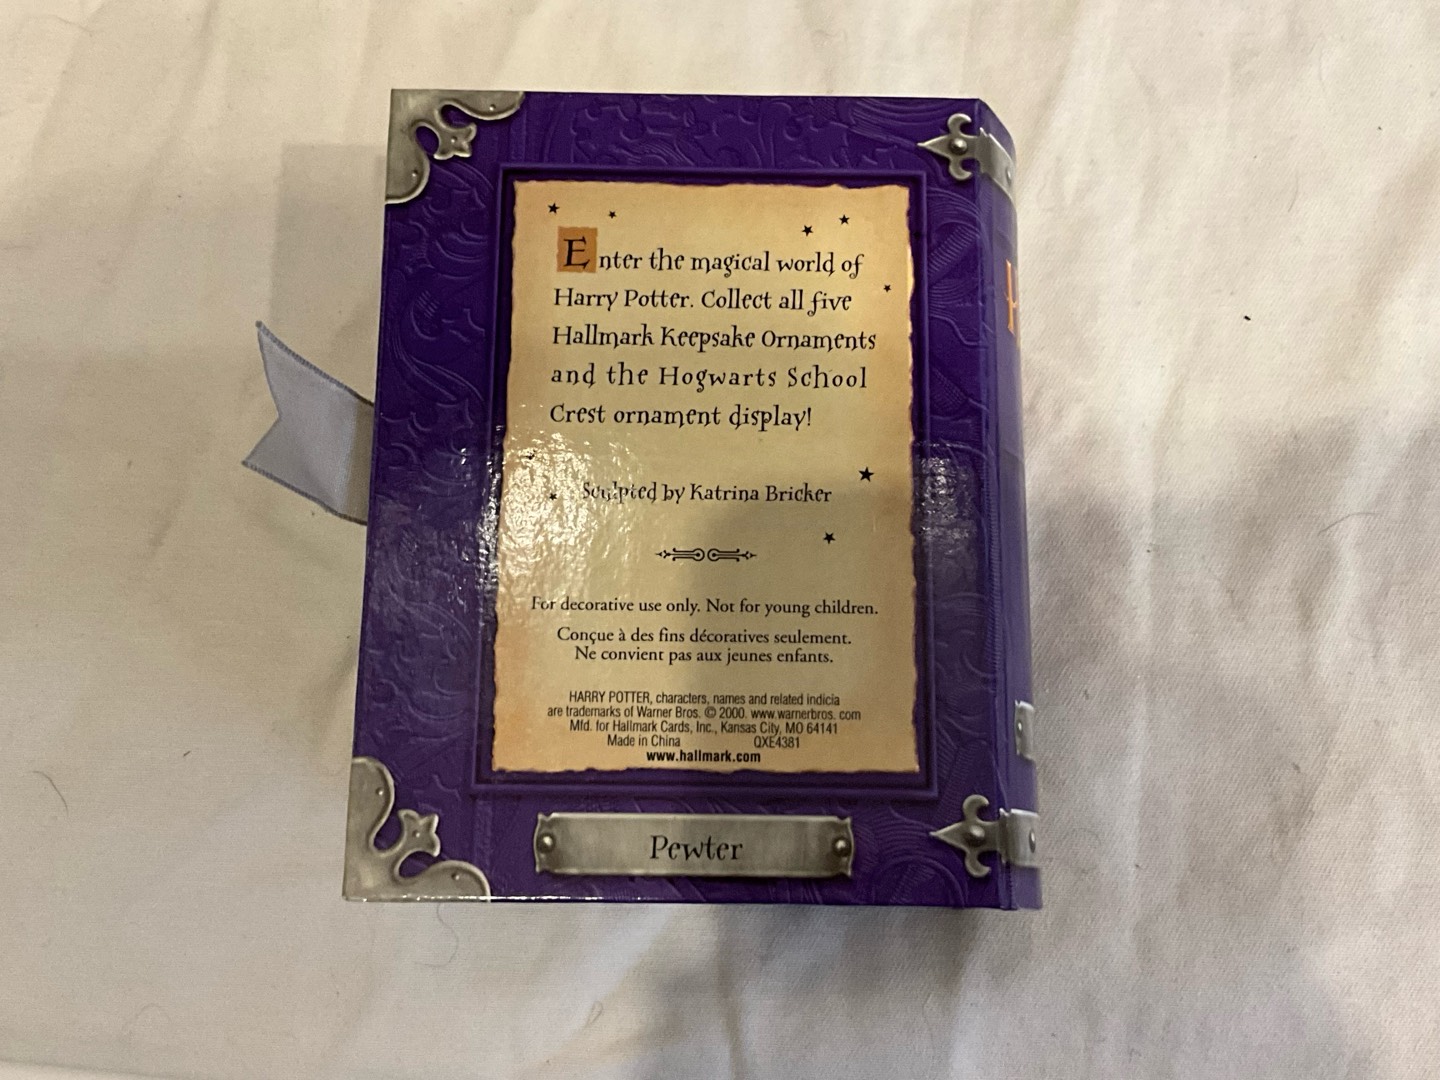 Enter the magical world of
Harry Potter. Collect all five
Hallmark Keepsake Ornaments
and the Hogwarts School
Crest ornament display!
Sculpted by Katrina Bricker
For decorative use only. Not for young children.
Conçue à des fins décoratives seulement.
Ne convient pas aux jeunes enfants.
HARRY POTTER, characters, names and related indicia
are trademarks of Warner Bros. © 2000. www.warnerbros. com
Mfd. for Hallmark Cards, Inc., Kansas City, MO 64141
Made in China QXE4381
www.hallmark.com
Pewter